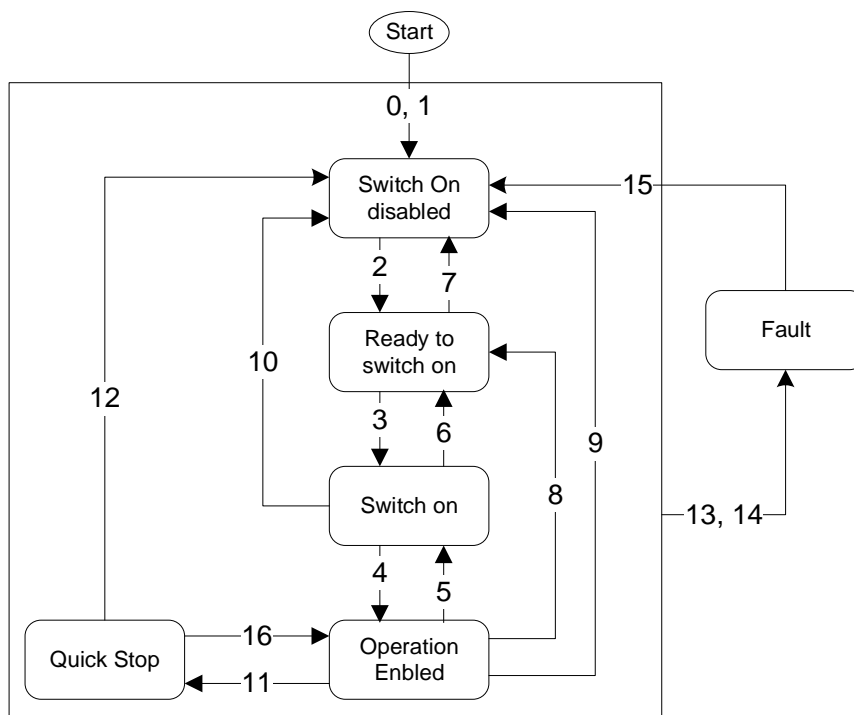 Start
0, 1
Switch On
disabled
15
2
7
Ready to
switch on
Fault
10
12
3
6
9
8
Switch on
13, 14
4
5
Quick Stop
16
11
Operation
Enbled